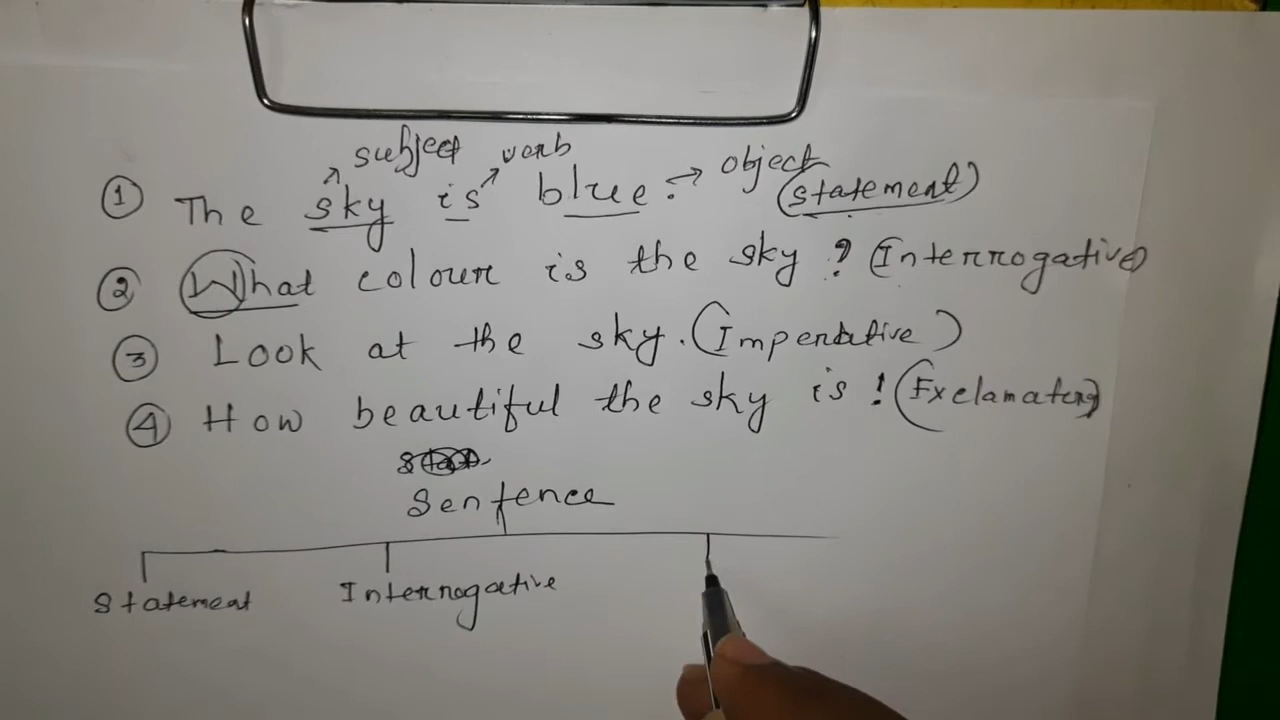 subject verb object
① The sky is blue. → (statement)
② What colour is the sky? (Interrogative)
③ Look at the sky. (Imperative)
④ How beautiful the sky is! (Exclamatory)
Sentence
Statement Interrogative